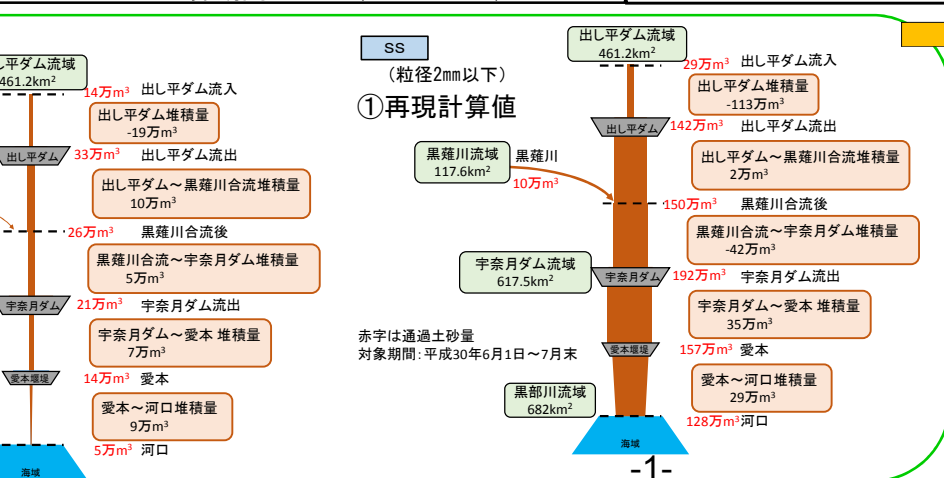 461.2km²
14万m³ 出し平ダム流入
出し平ダム堆積量
-19万m³
出し平ダム
33万m³ 出し平ダム流出
出し平ダム～黒薙川合流堆積量
10万m³
26万m³ 黒薙川合流後
黒薙川合流～宇奈月ダム堆積量
5万m³
宇奈月ダム
21万m³ 宇奈月ダム流出
宇奈月ダム～愛本 堆積量
7万m³
愛本堰堤
14万m³ 愛本
愛本～河口堆積量
9万m³
5万m³ 河口
海域
SS
（粒径2mm以下）
①再現計算値
出し平ダム流域
461.2km²
29万m³ 出し平ダム流入
出し平ダム堆積量
-113万m³
出し平ダム
142万m³ 出し平ダム流出
黒薙川流域
117.6km²
黒薙川
10万m³
出し平ダム～黒薙川合流堆積量
2万m³
150万m³ 黒薙川合流後
黒薙川合流～宇奈月ダム堆積量
-42万m³
宇奈月ダム流域
617.5km²
宇奈月ダム
192万m³ 宇奈月ダム流出
宇奈月ダム～愛本 堆積量
35万m³
赤字は通過土砂量
対象期間：平成30年6月1日～7月末
愛本堰堤
157万m³ 愛本
愛本～河口堆積量
29万m³
黒部川流域
682km²
128万m³河口
海域
-1-